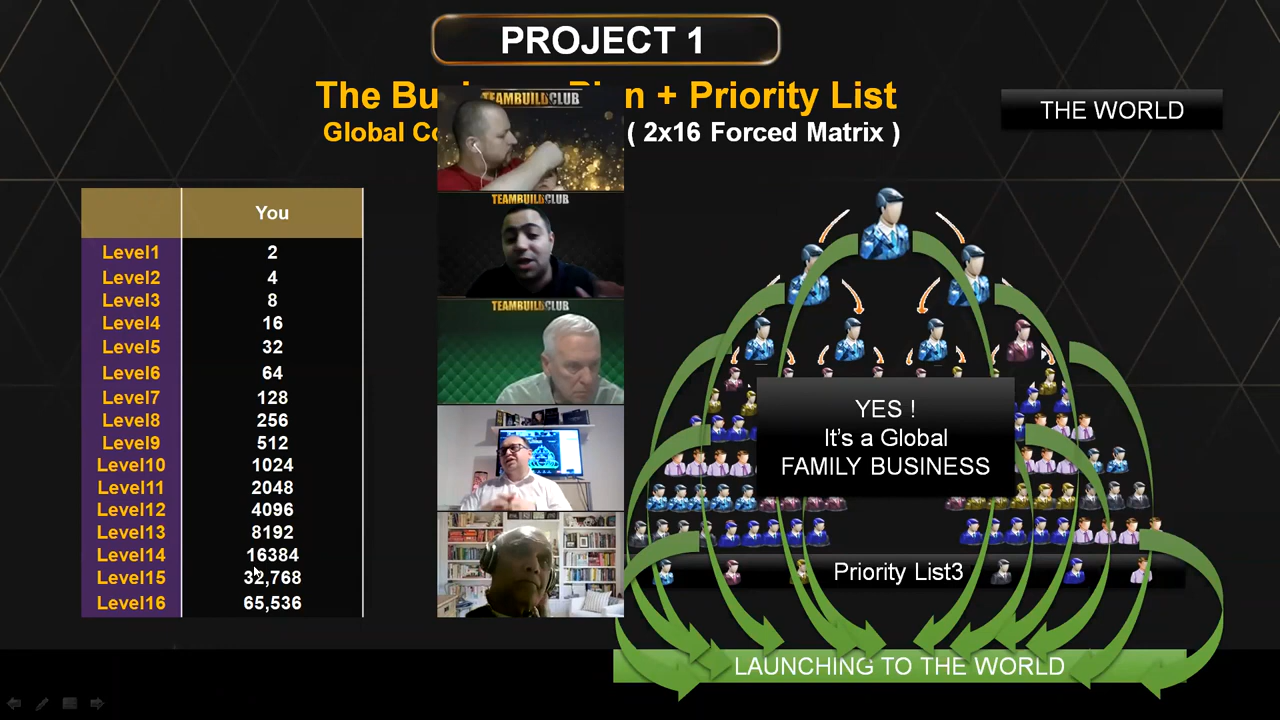 PROJECT 1
The Bu n + Priority List
Global Co ( 2x16 Forced Matrix )
THE WORLD
TEAMBUILDCLUB
TEAMBUILDCLUB
TEAMBUILDCLUB
You
Level1 2
Level2 4
Level3 8
Level4 16
Level5 32
Level6 64
Level7 128
Level8 256
Level9 512
Level10 1024
Level11 2048
Level12 4096
Level13 8192
Level14 16384
Level15 32,768
Level16 65,536
YES !
It's a Global
FAMILY BUSINESS
Priority List3
LAUNCHING TO THE WORLD